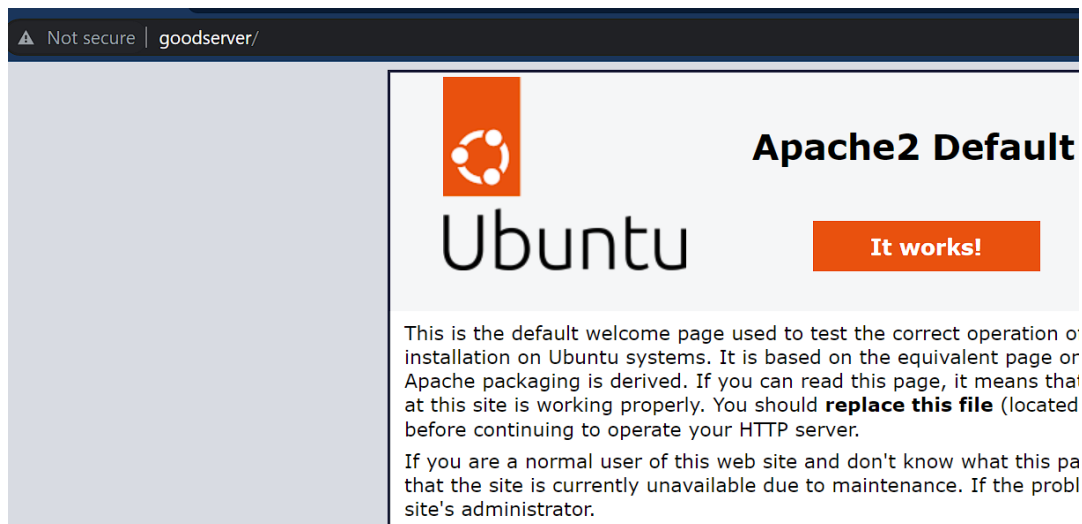 Not secure | goodserver/
Apache2 Default
Ubuntu
It works!
This is the default welcome page used to test the correct operation of
installation on Ubuntu systems. It is based on the equivalent page on
Apache packaging is derived. If you can read this page, it means that
at this site is working properly. You should replace this file (located
before continuing to operate your HTTP server.
If you are a normal user of this web site and don't know what this pa
that the site is currently unavailable due to maintenance. If the probl
site's administrator.